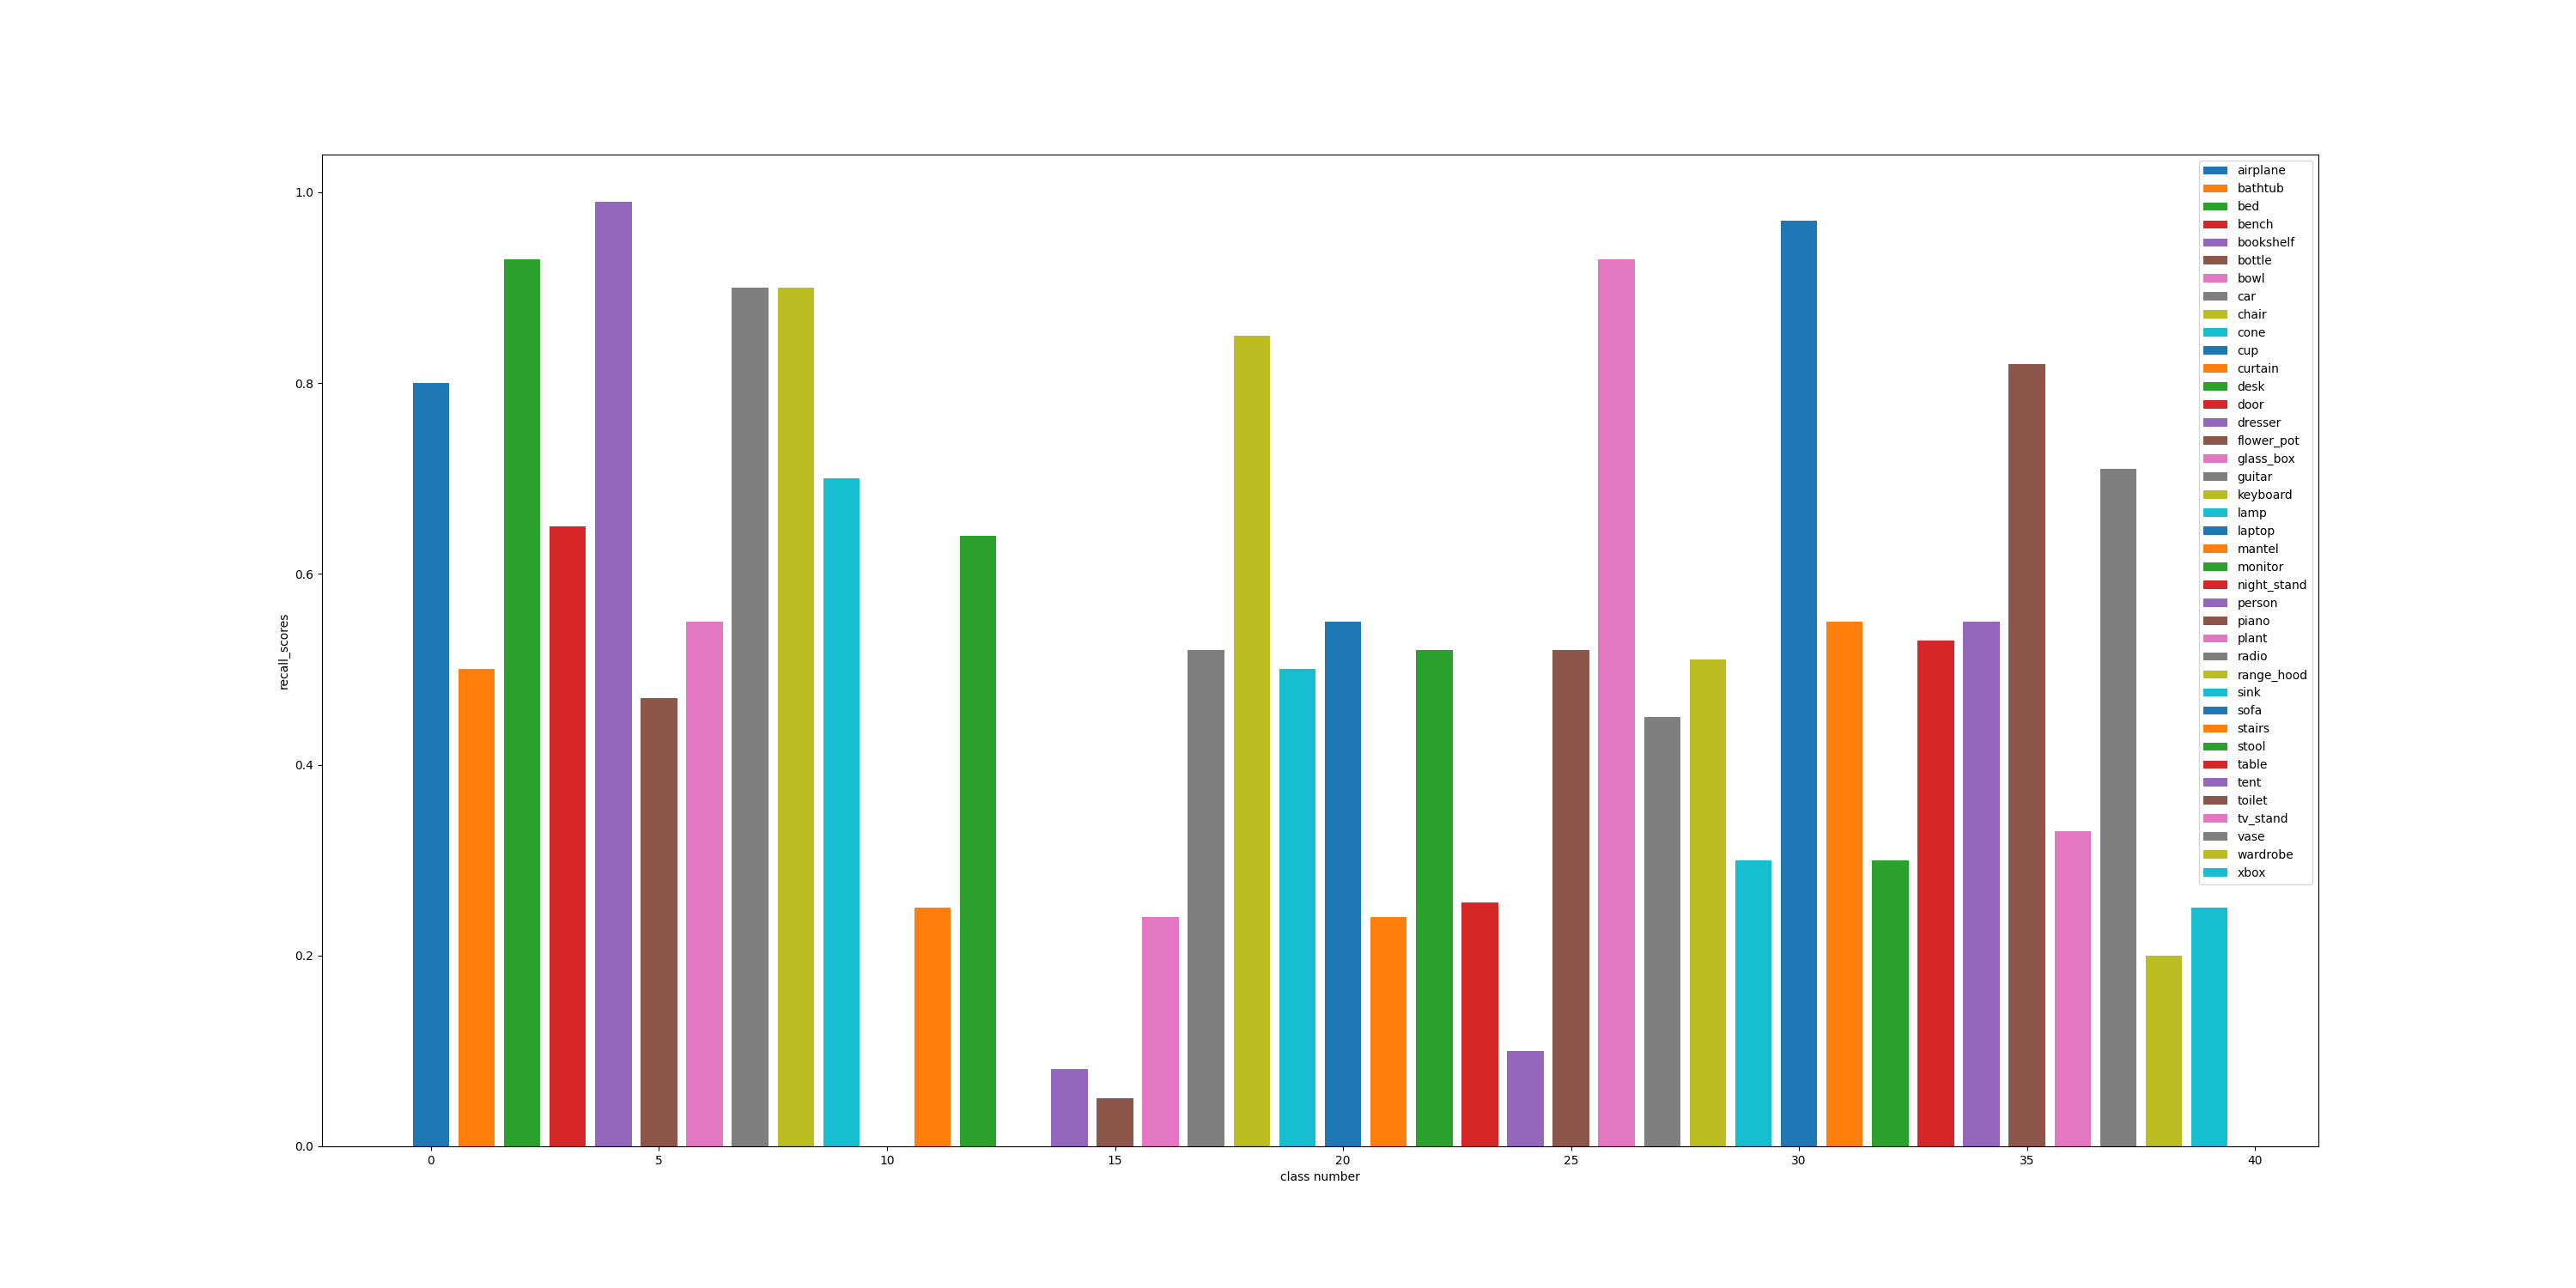 1.0
0.8
0.6
0.4
0.2
0.0
recall_scores
0 5 10 15 20 25 30 35 40
class number
airplane
bathtub
bed
bench
bookshelf
bottle
bowl
car
chair
cone
cup
curtain
desk
door
dresser
flower_pot
glass_box
guitar
keyboard
lamp
laptop
mantel
monitor
night_stand
person
piano
plant
radio
range_hood
sink
sofa
stairs
stool
table
tent
toilet
tv_stand
vase
wardrobe
xbox